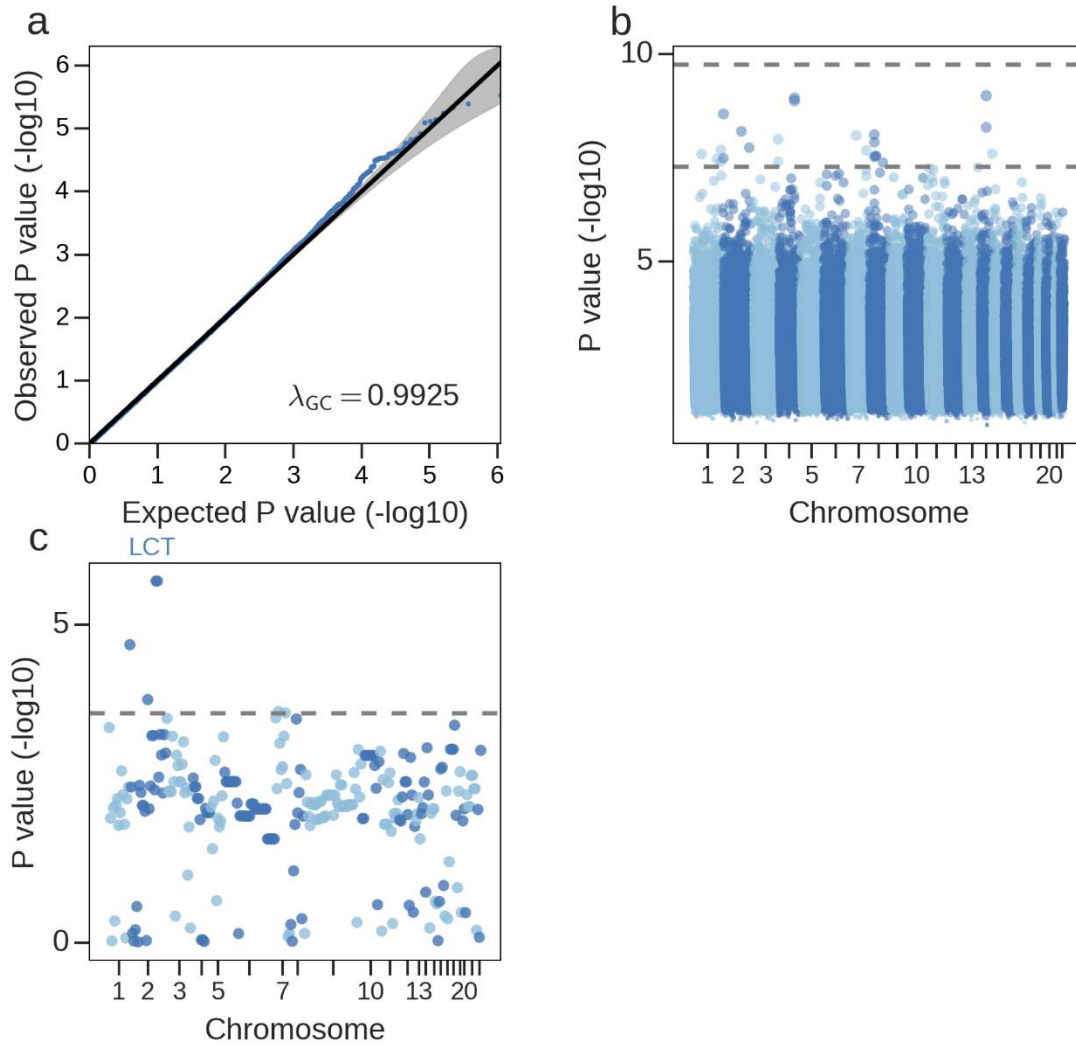 a
Observed P value (-log10)
6
5
4
3
2
1
0
λGC = 0.9925
0 1 2 3 4 5 6
Expected P value (-log10)
b
P value (-log10)
10
5
1 2 3 5 7 10 13 20
Chromosome
c
LCT
P value (-log10)
5
0
1 2 3 5 7 10 13 20
Chromosome